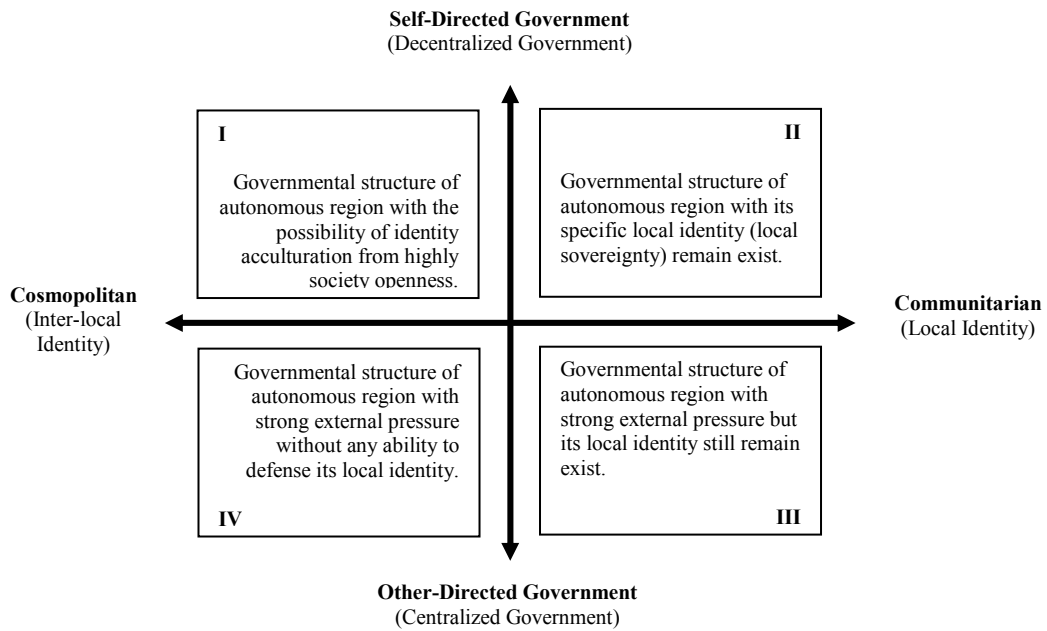 Self-Directed Government
(Decentralized Government)
I
Governmental structure of
autonomous region with the
possibility of identity
acculturation from highly
society openness.
II
Governmental structure of
autonomous region with its
specific local identity (local
sovereignty) remain exist.
Cosmopolitan
(Inter-local
Identity)
Communitarian
(Local Identity)
Governmental structure of
autonomous region with
strong external pressure
without any ability to
defense its local identity.
IV
Governmental structure of
autonomous region with
strong external pressure but
its local identity still remain
exist.
III
Other-Directed Government
(Centralized Government)